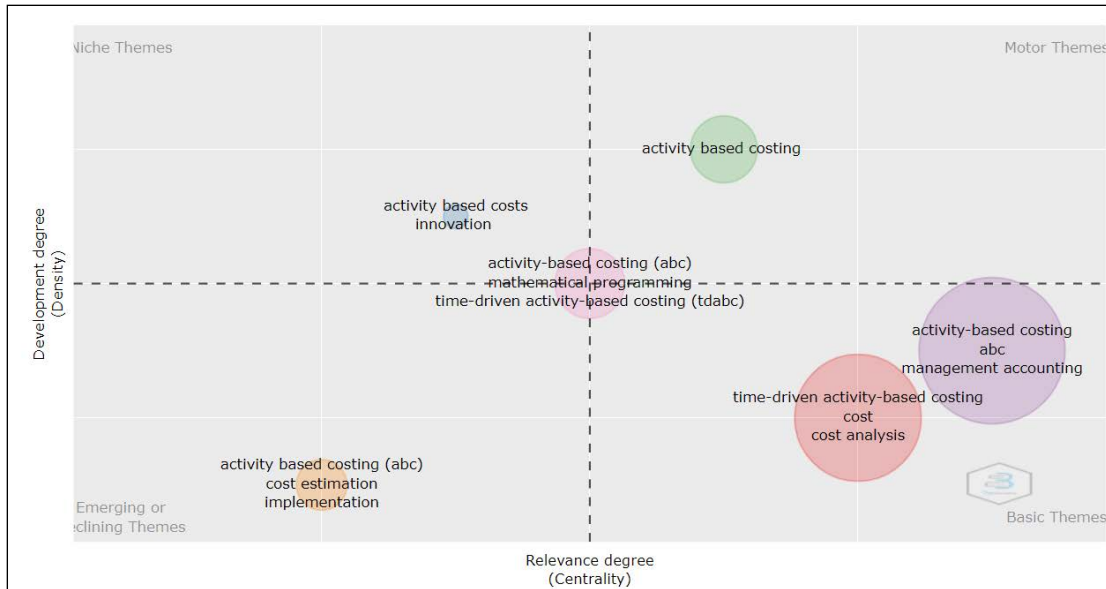 Niche Themes
Motor Themes
activity based costing
activity based costs
innovation
activity-based costing (abc)
mathematical programming
time-driven activity-based costing (tdabc)
activity-based costing
abc
management accounting
time-driven activity-based costing
cost
cost analysis
activity based costing (abc)
cost estimation
implementation
Emerging or
eclining Themes
Basic Themes
Development degree
(Density)
Relevance degree
(Centrality)